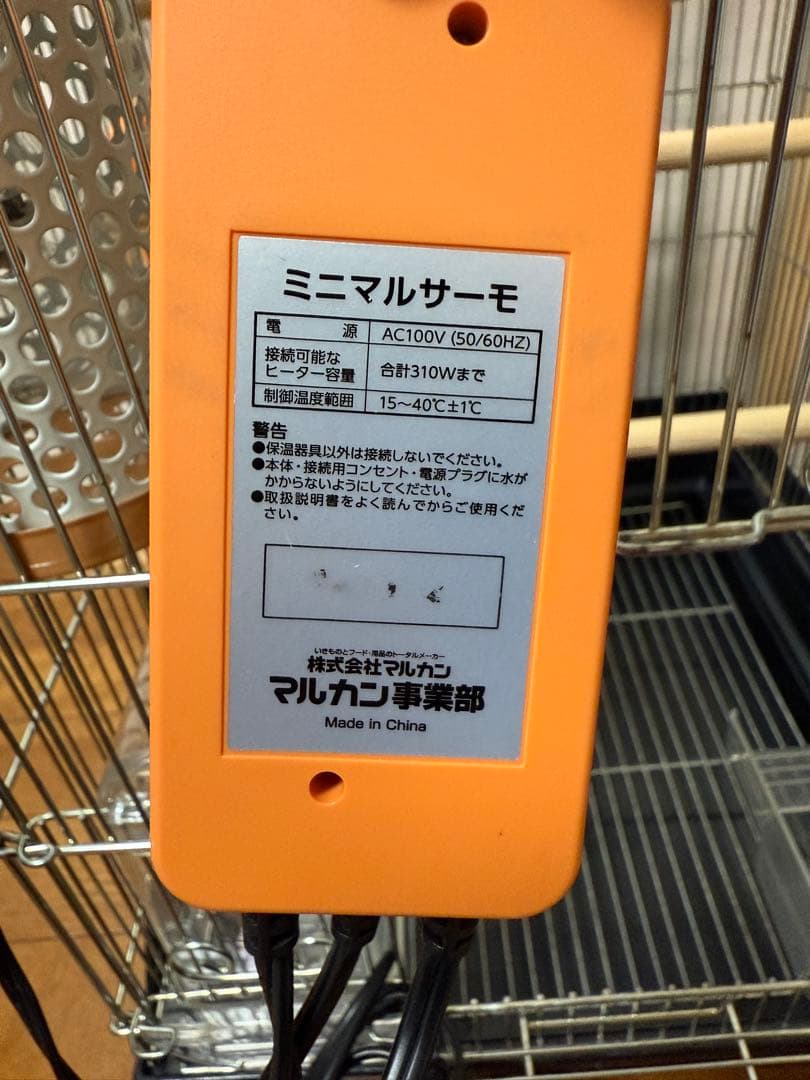 ミニマルサーモ
電源 AC100V (50/60HZ)
接続可能な
ヒーター容量 合計310Wまで
制御温度範囲 15〜40℃±1℃
警告
●保温器具以外は接続しないでください。
●本体・接続用コンセント・電源プラグに水が
かからないようにしてください。
●取扱説明書をよく読んでからご使用くだ
さい。
いきものとフード・用品のトータルメーカー
株式会社マルカン
マルカン事業部
Made in China